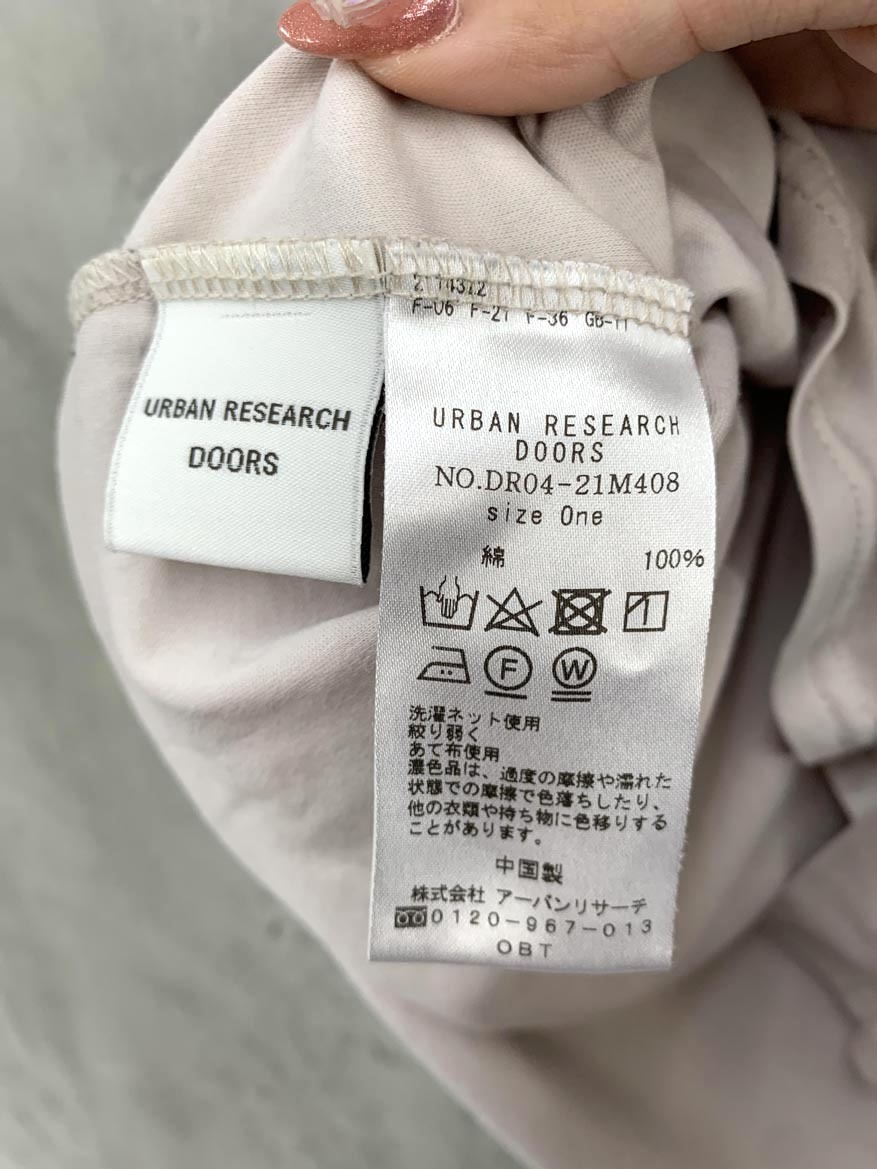 URBAN RESEARCH
DOORS
F-06 F-21 F-36 GB-11
URBAN RESEARCH
DOORS
NO.DR04-21M408
size One
綿 100%
F W
洗濯ネット使用
絞り弱く
あて布使用
濃色品は、過度の摩擦や濡れた
状態での摩擦で色落ちしたり、
他の衣類や持ち物に色移りする
ことがあります。
中国製
株式会社 アーバンリサーチ
0120-967-013
OBT